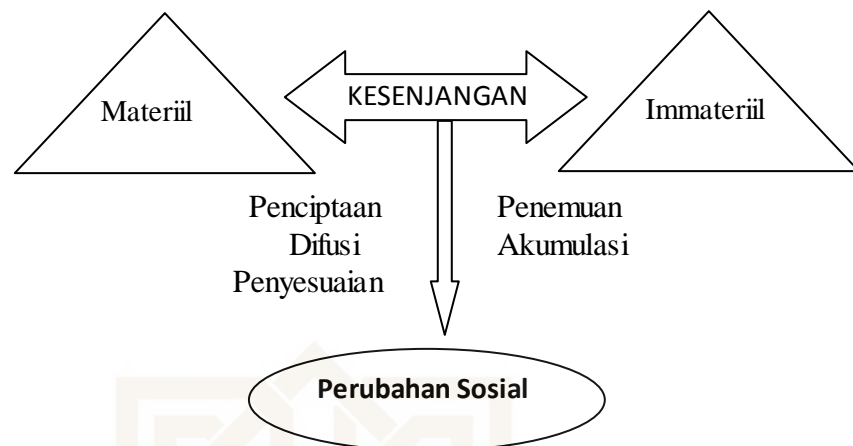 Materiil
KESENJANGAN
Immateriil
Penciptaan
Difusi
Penyesuaian
Penemuan
Akumulasi
Perubahan Sosial